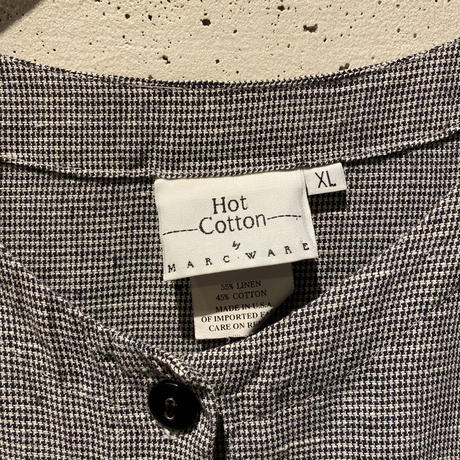 Hot
Cotton
by
MARC·WARE
XL
55% LINEN
45% COTTON
MADE IN U.S.A
OF IMPORTED
CARE ON